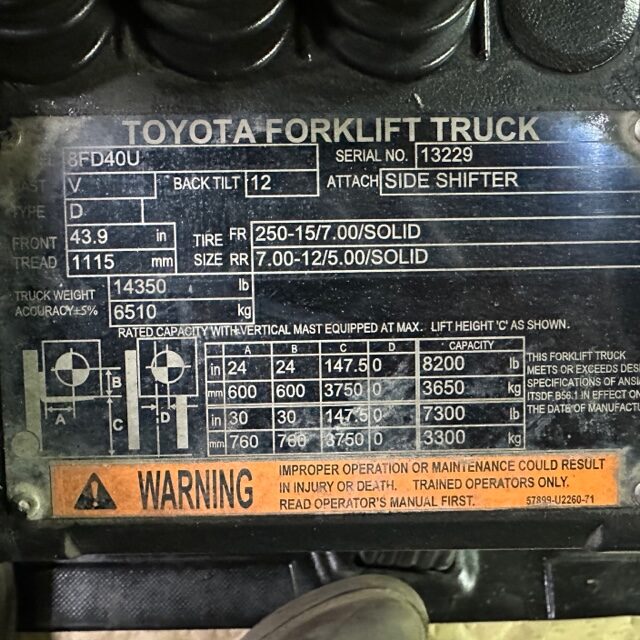 TOYOTA FORKLIFT TRUCK
8FD40U SERIAL NO. 13229
V BACK TILT 12 ATTACH SIDE SHIFTER
D
FRONT 43.9 in TIRE FR 250-15/7.00/SOLID
TREAD 1115 mm SIZE RR 7.00-12/5.00/SOLID
TRUCK WEIGHT 14350 lb
ACCURACY±5% 6510 kg
RATED CAPACITY WITH VERTICAL MAST EQUIPPED AT MAX. LIFT HEIGHT 'C' AS SHOWN.
A B C D CAPACITY
in 24 24 147.5 0 8200 lb
mm 600 600 3750 0 3650 kg
in 30 30 147.5 0 7300 lb
mm 760 760 3750 0 3300 kg
A B C D
THIS FORKLIFT TRUCK
MEETS OR EXCEEDS
SPECIFICATIONS OF
ITSDF B56.1 IN EFFECT ON
THE DATE OF
WARNING
IMPROPER OPERATION OR MAINTENANCE COULD RESULT
IN INJURY OR DEATH. TRAINED OPERATORS ONLY.
READ OPERATOR'S MANUAL FIRST. 57899-U2260-71